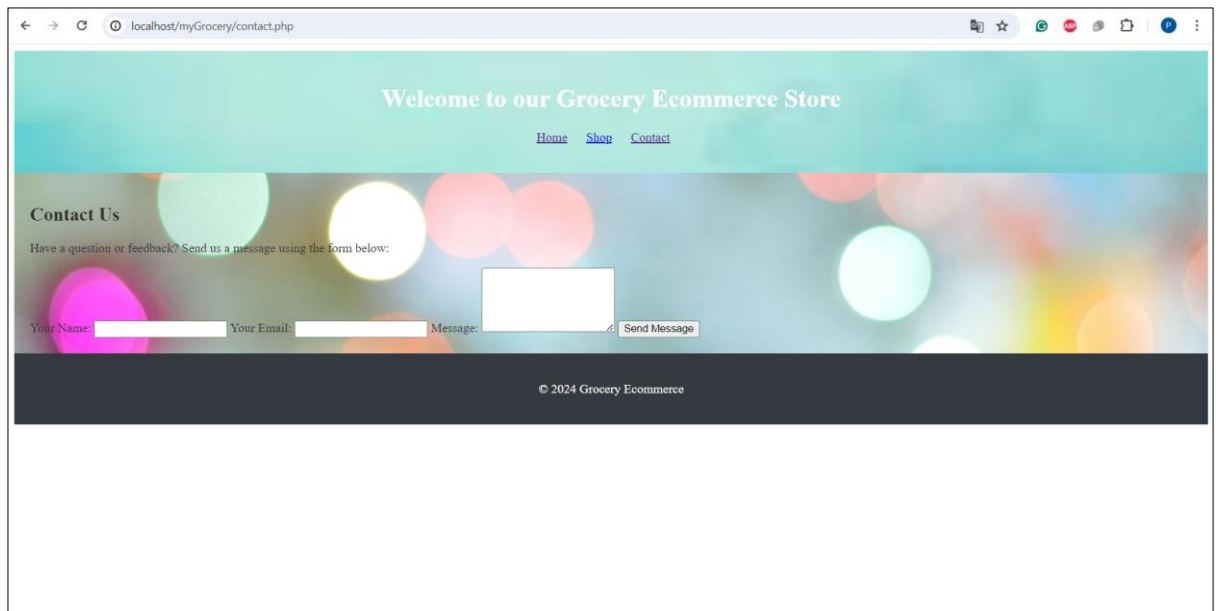 localhost/myGrocery/contact.php
ABP
P
Welcome to our Grocery Ecommerce Store
Home Shop Contact
Contact Us
Have a question or feedback? Send us a message using the form below:
Your Name: Your Email: Message: Send Message
© 2024 Grocery Ecommerce